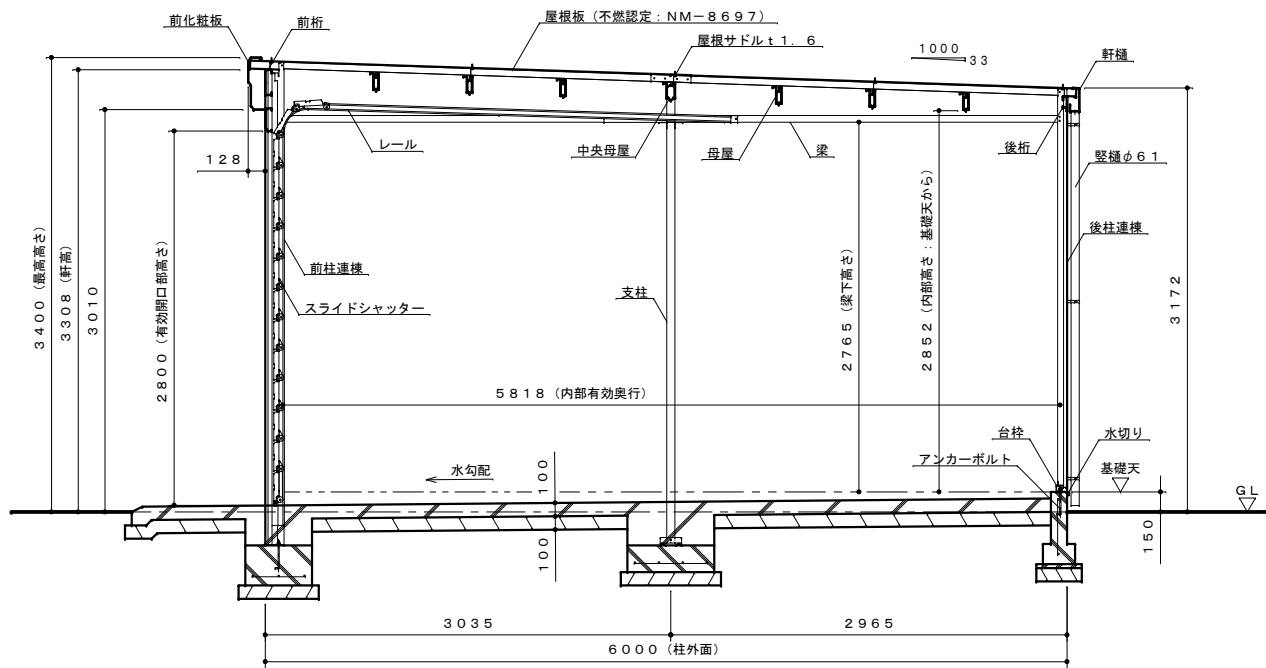 屋根板（不燃認定：ＮＭ－８６９７）
前化粧板
前桁
屋根サドルｔ１．６
１０００
３３
軒樋
レール
中央母屋
母屋
梁
後桁
竪樋φ６１
１２８
３４００（最高高さ）
３３０８（軒高）
３０１０
２８００（有効開口部高さ）
前柱連棟
スライドシャッター
支柱
２７６５（梁下高さ）
２８５２（内部高さ：基礎天から）
後柱連棟
３１７２
５８１８（内部有効奥行）
台枠
水切り
アンカーボルト
基礎天
水勾配
１００
１００
ＧＬ
１５０
３０３５
２９６５
６０００（柱外面）